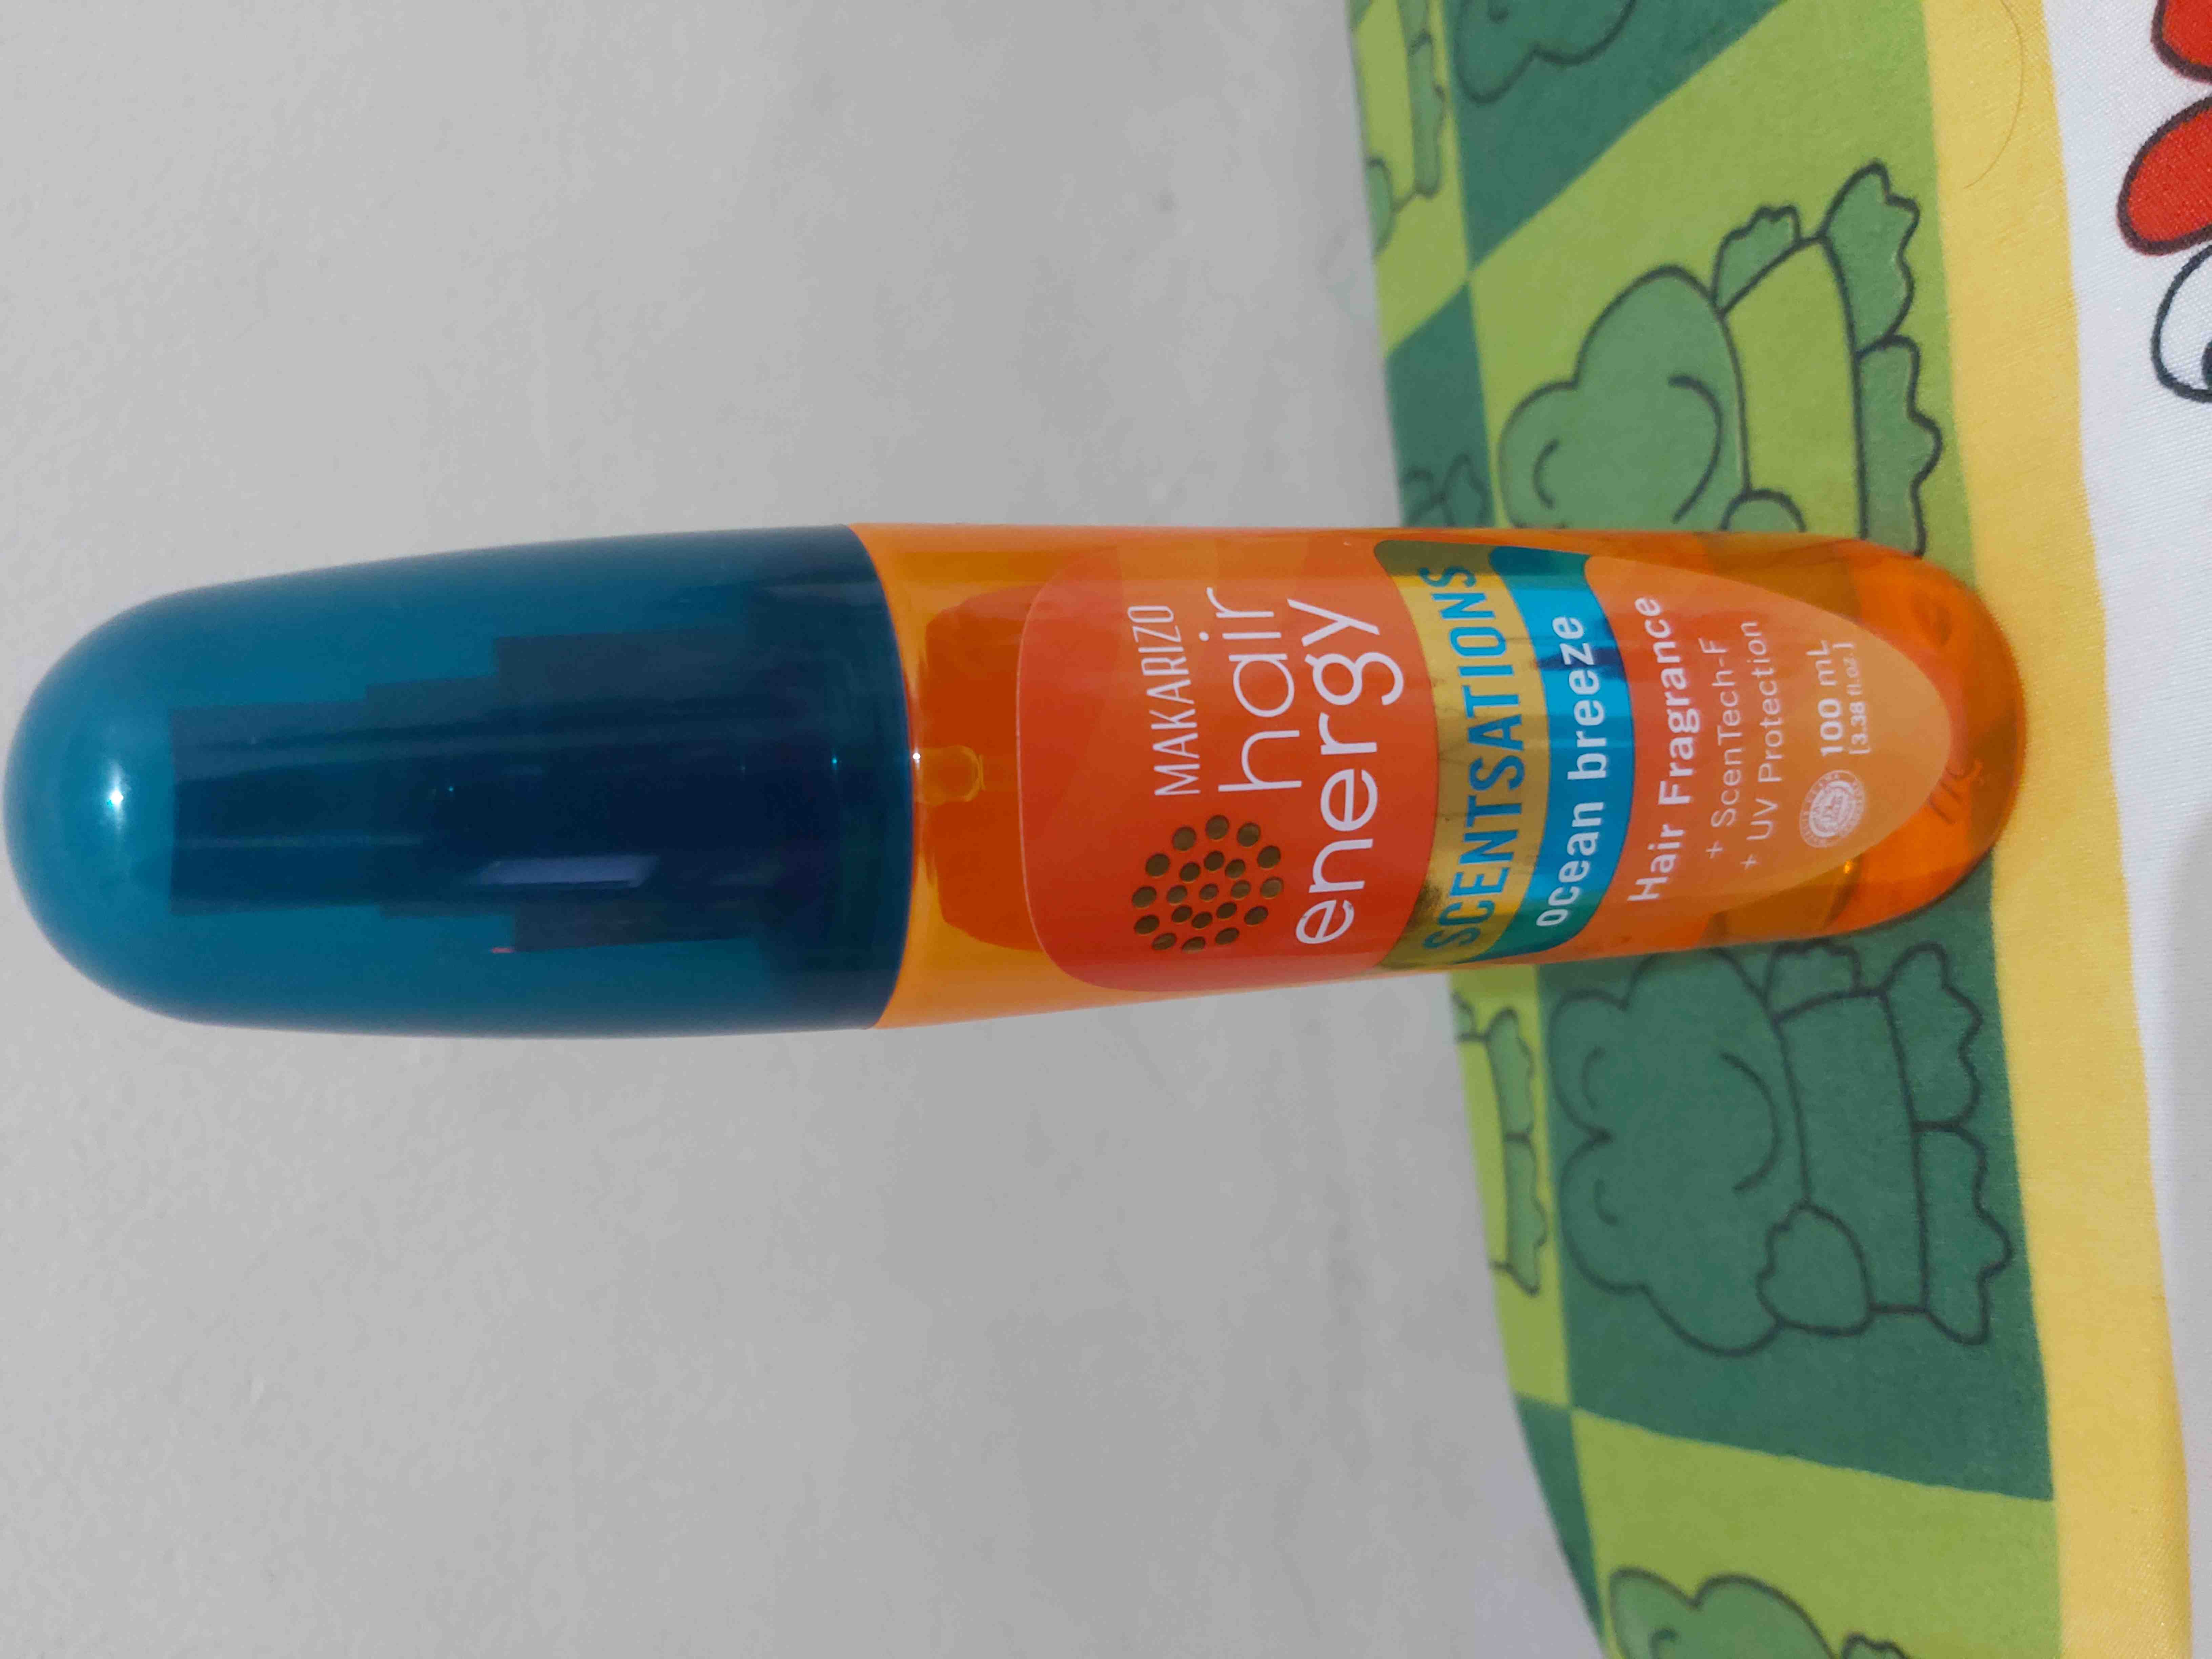 MAKARIZO
hair
energy
SCENTSATIONS
ocean breeze
Hair Fragrance
+ ScenTech-F
+ UV Protection
100 mL
[3.38 fl.oz.]